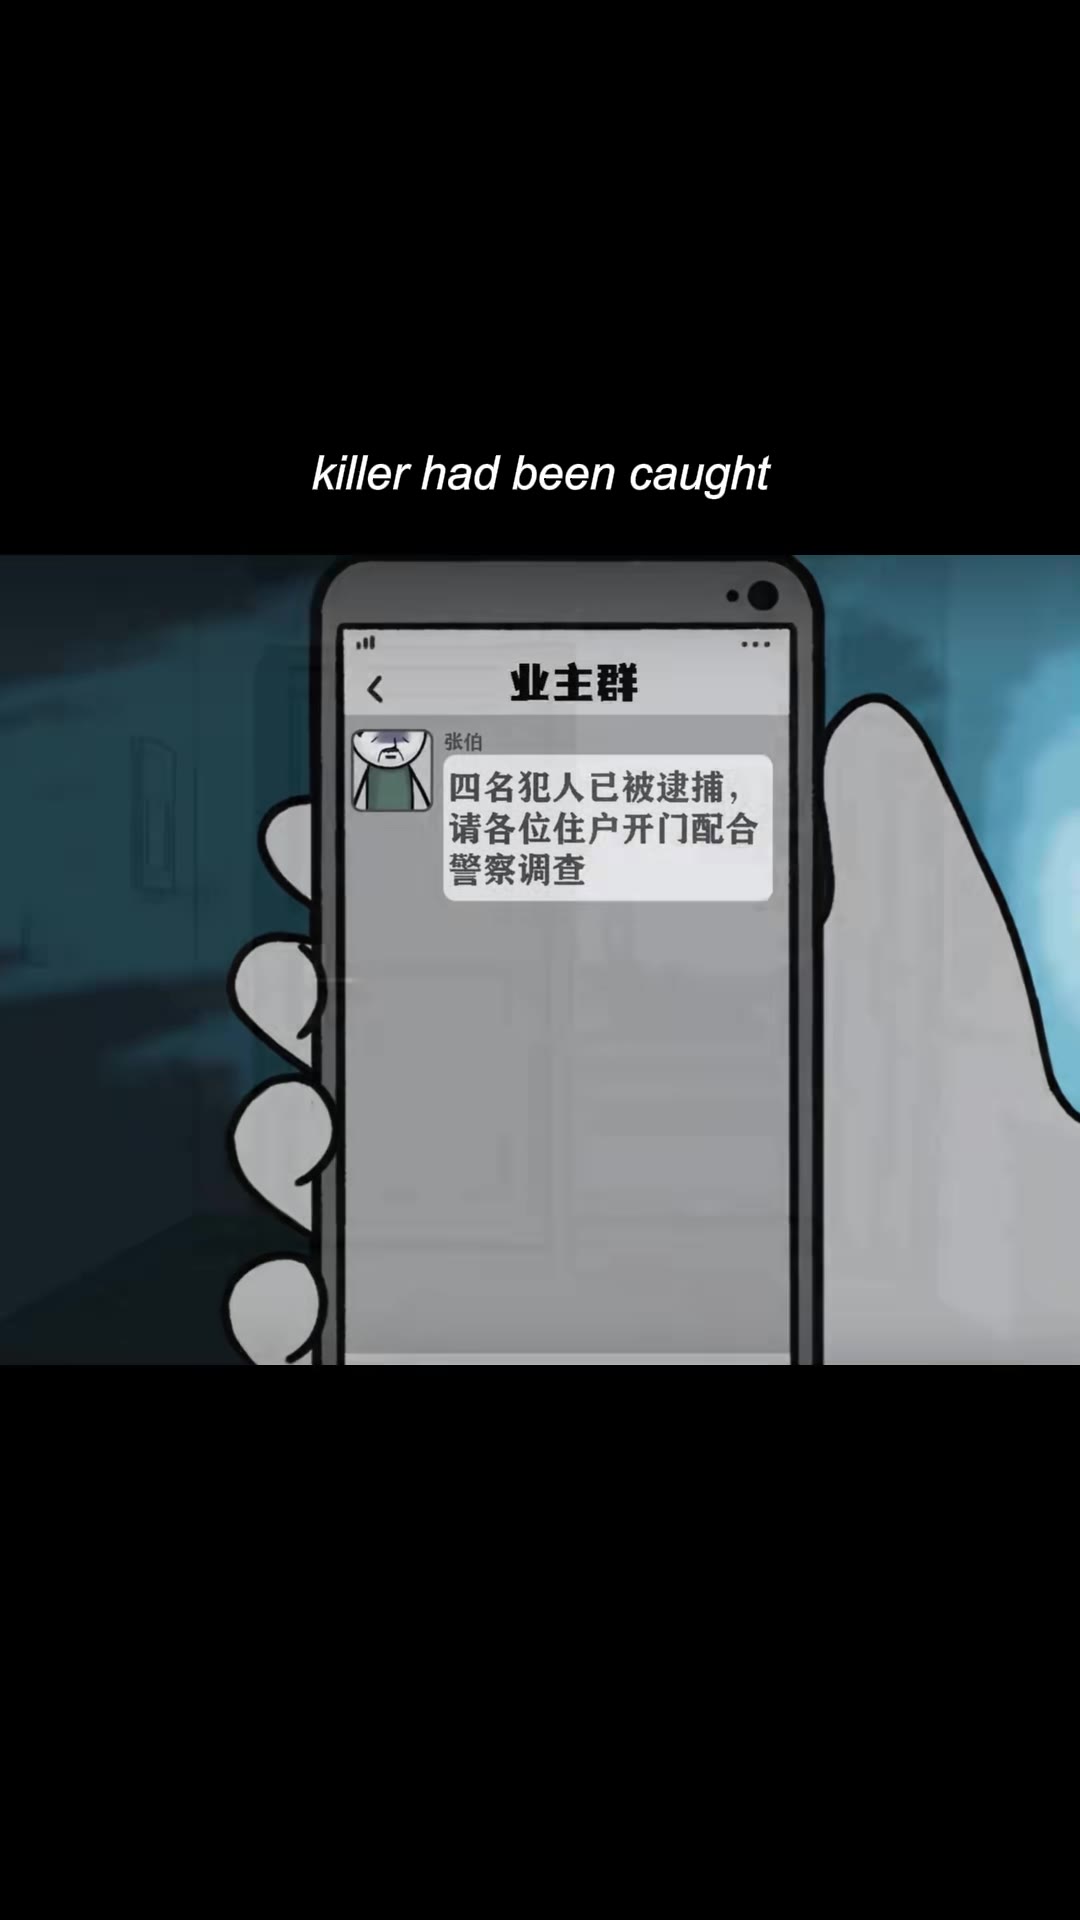 killer had been caught
业主群
张伯
四名犯人已被逮捕，
请各位住户开门配合
警察调查